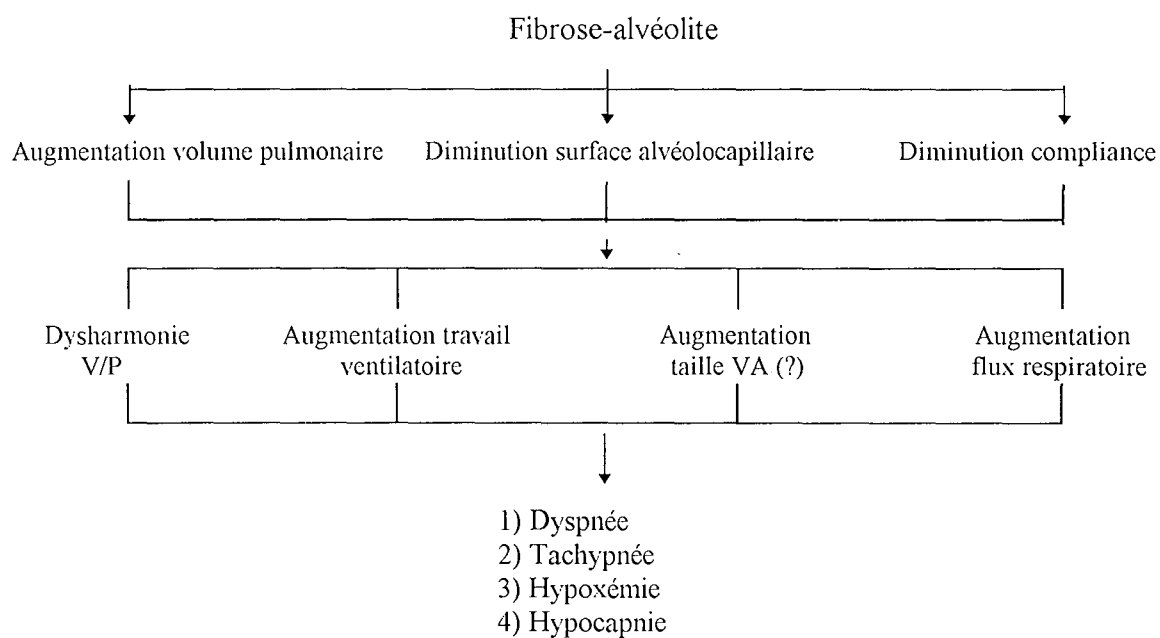 Fibrose-alvéolite
Augmentation volume pulmonaire
Diminution surface alvéolocapillaire
Diminution compliance
Dysharmonie
V/P
Augmentation travail
ventilatoire
Augmentation
taille VA (?)
Augmentation
flux respiratoire
1) Dyspnée
2) Tachypnée
3) Hypoxémie
4) Hypocapnie